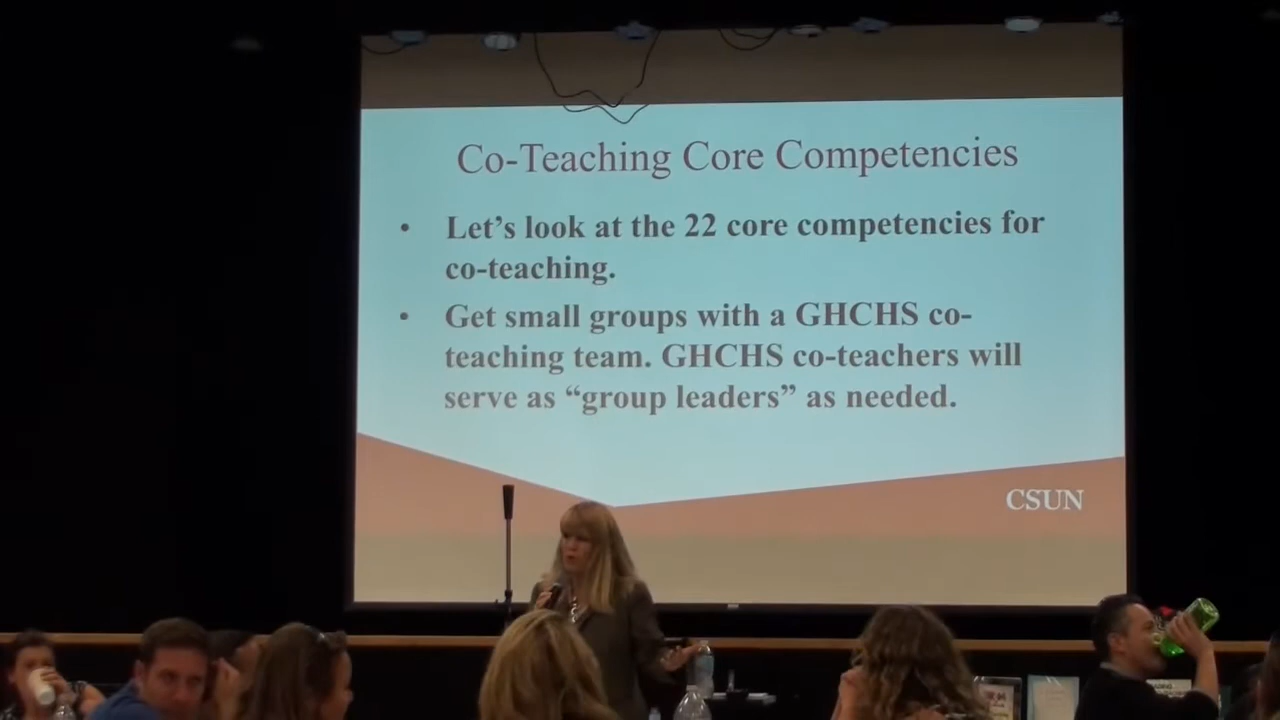 Co-Teaching Core Competencies
• Let’s look at the 22 core competencies for
co-teaching.
• Get small groups with a GHCHS co-
teaching team. GHCHS co-teachers will
serve as “group leaders” as needed.
CSUN